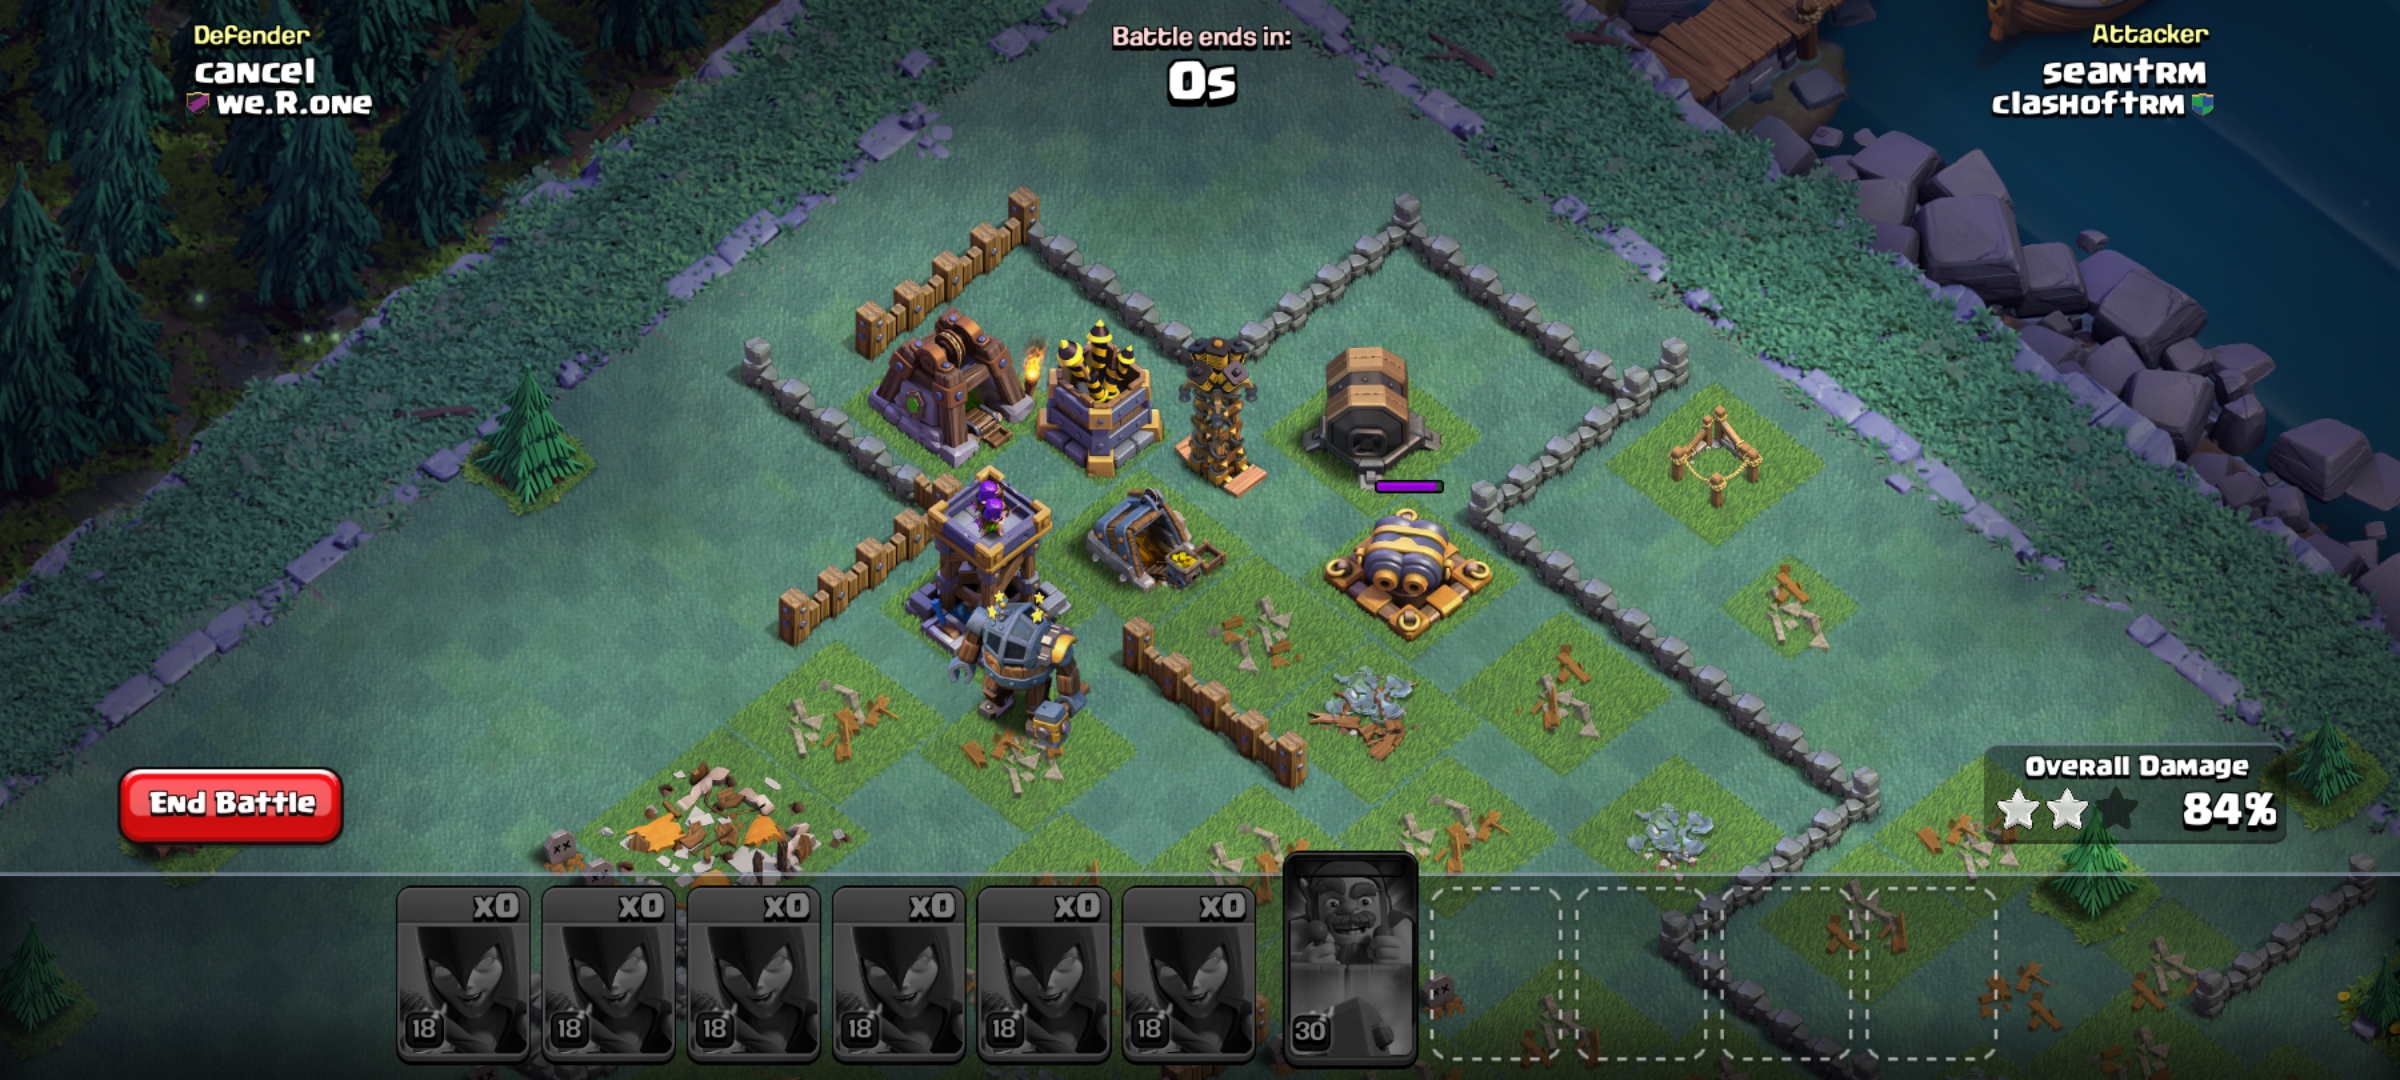 Defender
cancel
we.R.one
Battle ends in:
0s
Attacker
seantRM
clashoftRM
End Battle
Overall Damage
84%
x0
x0
x0
x0
x0
x0
18
18
18
18
18
18
30